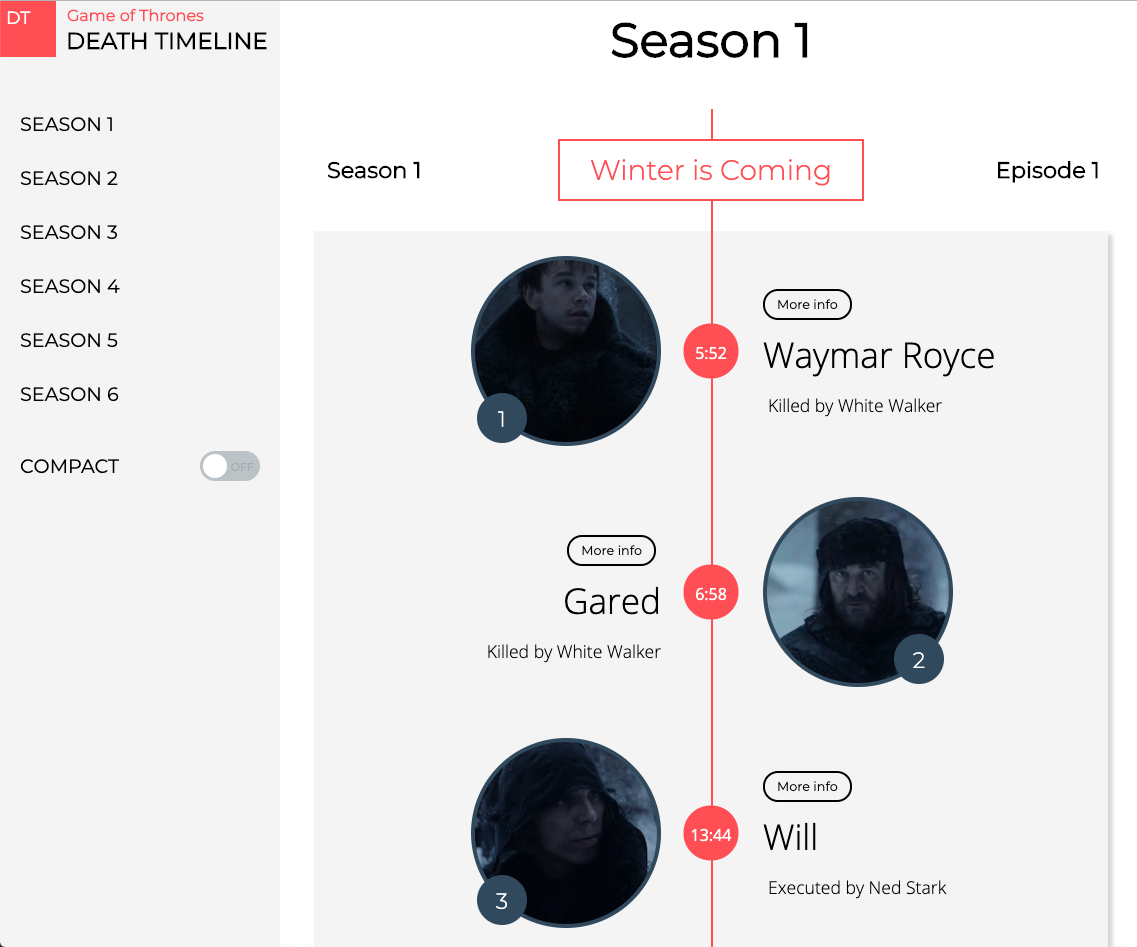 DT
Game of Thrones
DEATH TIMELINE
SEASON 1
SEASON 2
SEASON 3
SEASON 4
SEASON 5
SEASON 6
COMPACT
OFF
Season 1
Season 1
Winter is Coming
Episode 1
More info
5:52
Waymar Royce
Killed by White Walker
1
More info
6:58
Gared
Killed by White Walker
2
More info
13:44
Will
Executed by Ned Stark
3